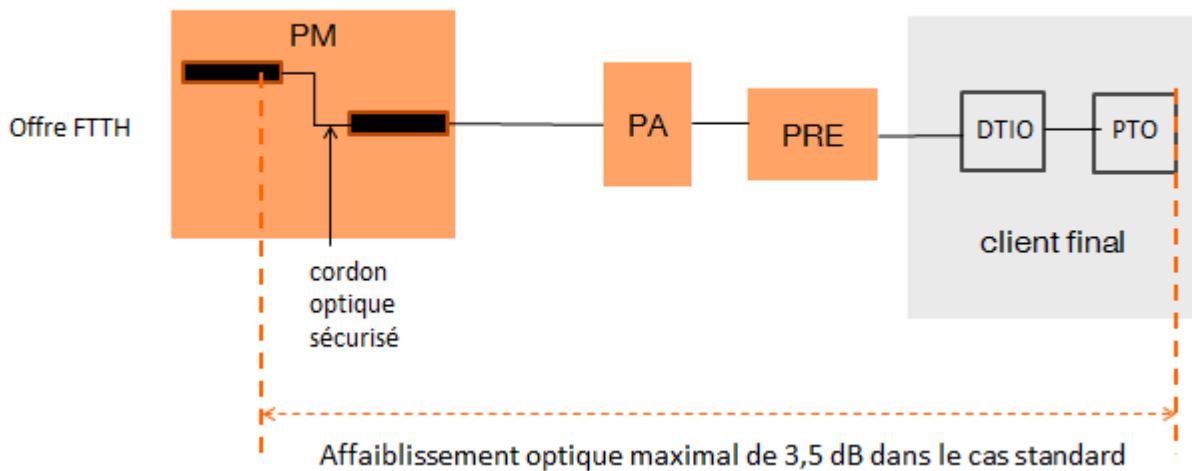 PM
Offre FTTH
PA
PRE
DTIO
PTO
client final
cordon
optique
sécurisé
Affaiblissement optique maximal de 3,5 dB dans le cas standard